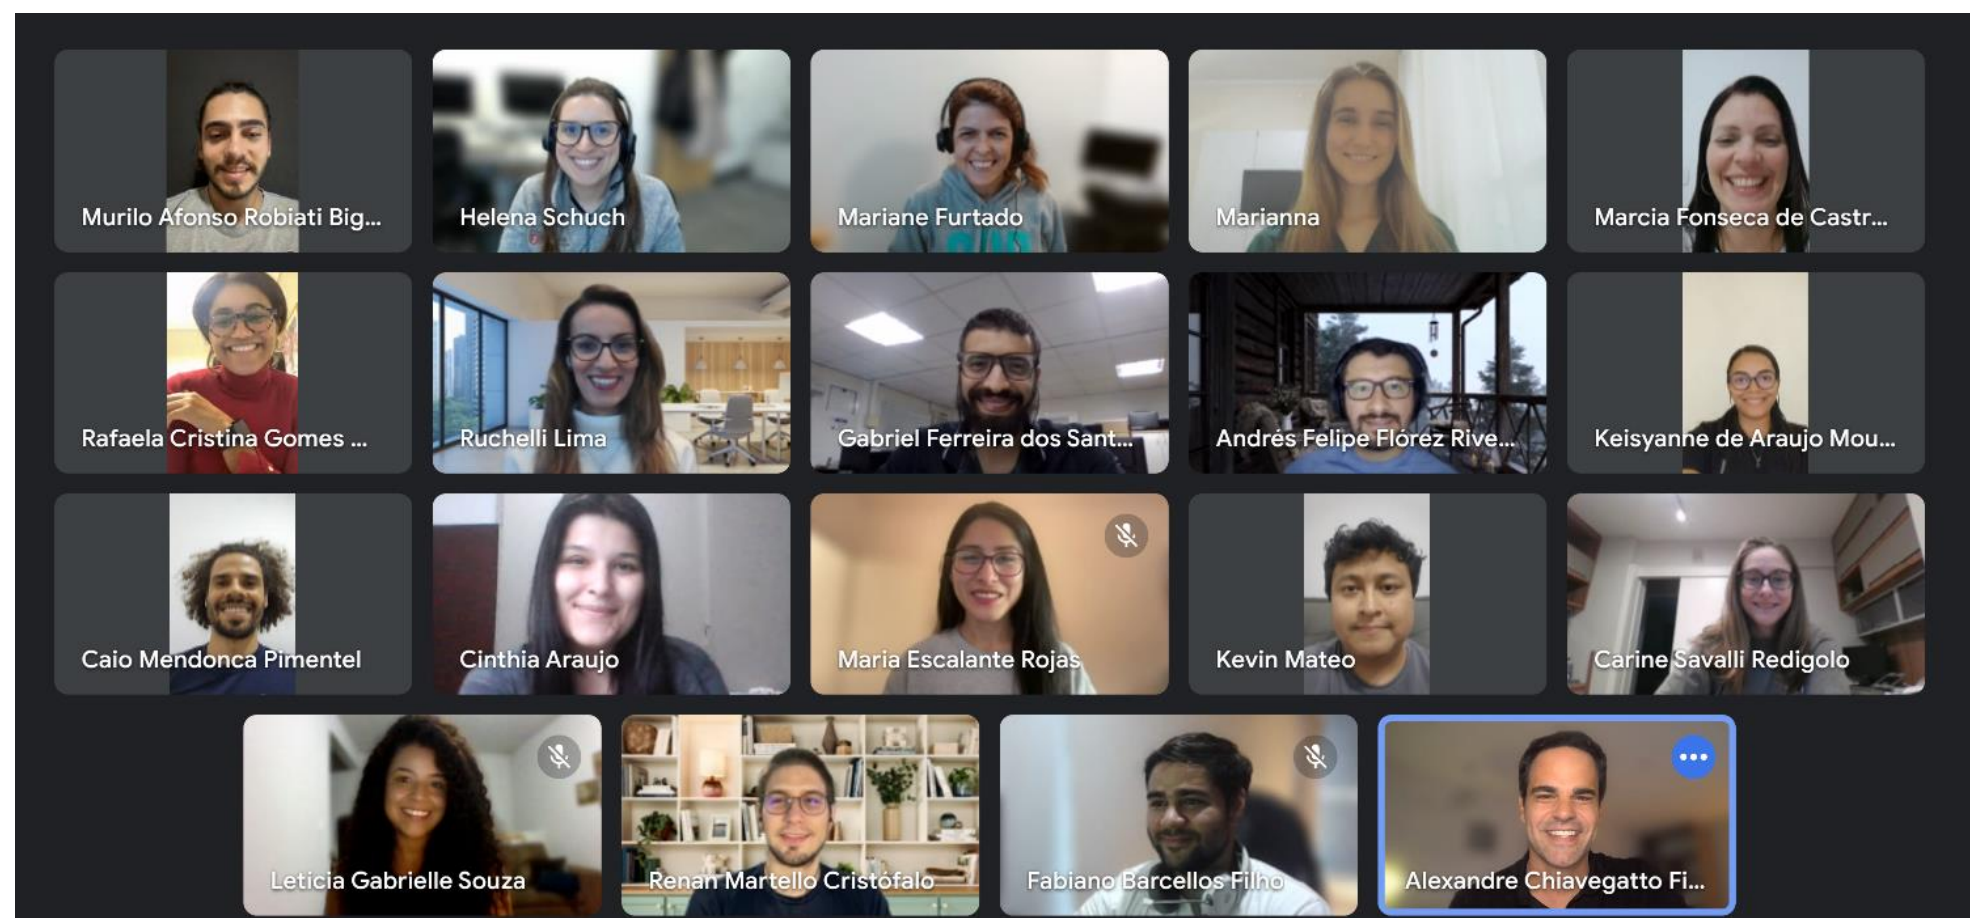 Murilo Afonso Robiati Big...
Helena Schuch
Mariane Furtado
Marianna
Marcia Fonseca de Castr...
Rafaela Cristina Gomes ...
Ruchelli Lima
Gabriel Ferreira dos Sant...
Andrés Felipe Flórez Rive...
Keisyanne de Araujo Mou...
Caio Mendonca Pimentel
Cinthia Araujo
Maria Escalante Rojas
Kevin Mateo
Carine Savalli Redigolo
Letícia Gabrielle Souza
Renan Martello Cristófalo
Fabiano Barcellos Filho
Alexandre Chiavegatto Fi...